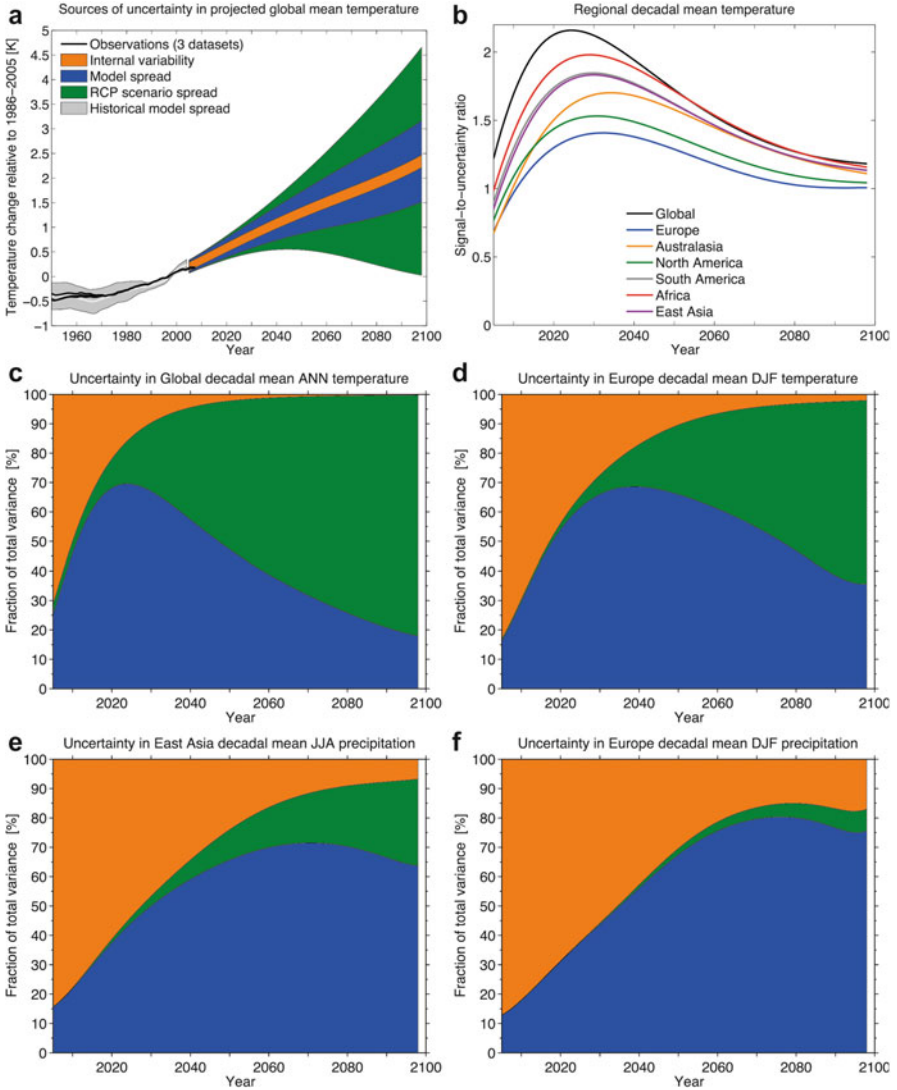 a
Sources of uncertainty in projected global mean temperature
Temperature change relative to 1986–2005 [K]
5
4.5
4
3.5
3
2.5
2
1.5
1
0.5
0
−0.5
−1
Observations (3 datasets)
Internal variability
Model spread
RCP scenario spread
Historical model spread
1960
1980
2000
2020
2040
2060
2080
2100
Year
b
Regional decadal mean temperature
Signal−to−uncertainty ratio
2
1.5
1
0.5
0
Global
Europe
Australasia
North America
South America
Africa
East Asia
2020
2040
2060
2080
2100
Year
c
Uncertainty in Global decadal mean ANN temperature
Fraction of total variance [%]
100
90
80
70
60
50
40
30
20
10
0
2020
2040
2060
2080
2100
Year
d
Uncertainty in Europe decadal mean DJF temperature
Fraction of total variance [%]
100
90
80
70
60
50
40
30
20
10
0
2020
2040
2060
2080
2100
Year
e
Uncertainty in East Asia decadal mean JJA precipitation
Fraction of total variance [%]
100
90
80
70
60
50
40
30
20
10
0
2020
2040
2060
2080
2100
Year
f
Uncertainty in Europe decadal mean DJF precipitation
Fraction of total variance [%]
100
90
80
70
60
50
40
30
20
10
0
2020
2040
2060
2080
2100
Year